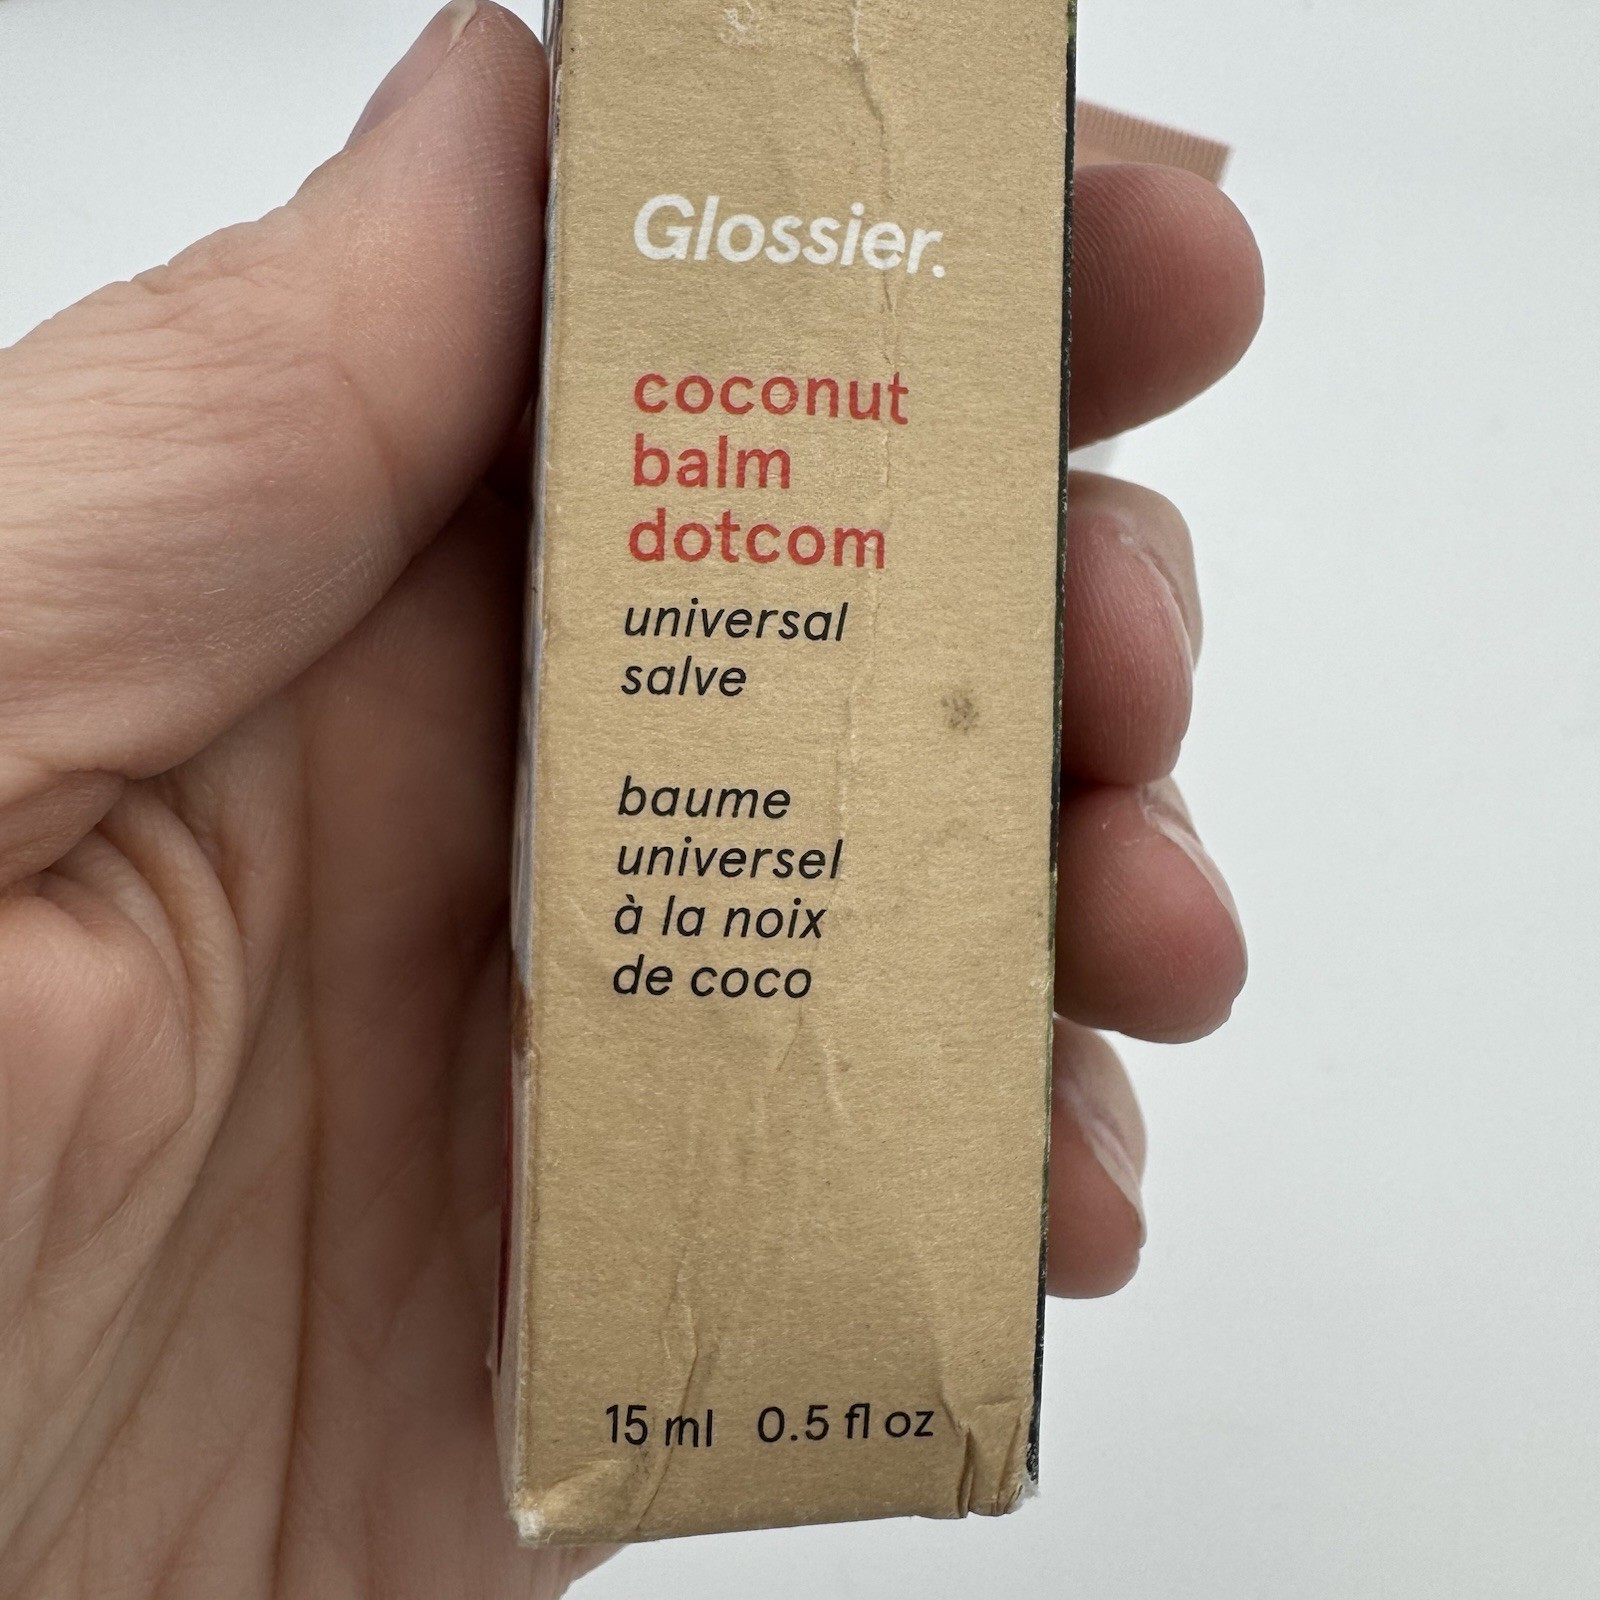 Glossier.
coconut
balm
dotcom
universal
salve
baume
universel
à la noix
de coco
15 ml 0.5 fl oz